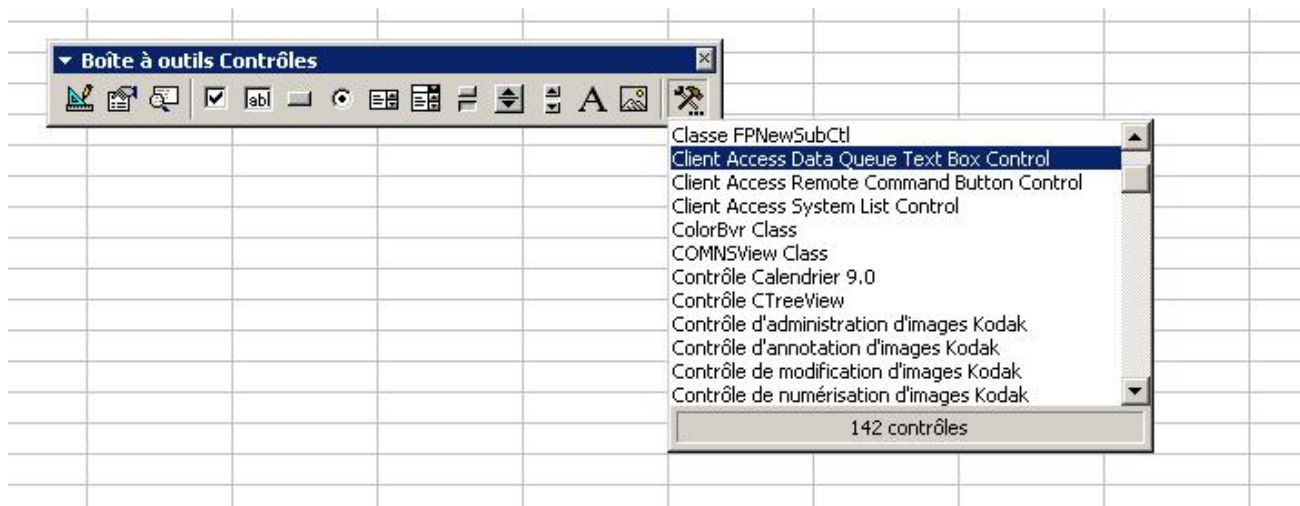 Boîte à outils Contrôles
abl
A
Classe FPNewSubCtl
Client Access Data Queue Text Box Control
Client Access Remote Command Button Control
Client Access System List Control
ColorBvr Class
COMNSView Class
Contrôle Calendrier 9.0
Contrôle CTreeView
Contrôle d'administration d'images Kodak
Contrôle d'annotation d'images Kodak
Contrôle de modification d'images Kodak
Contrôle de numérisation d'images Kodak
142 contrôles